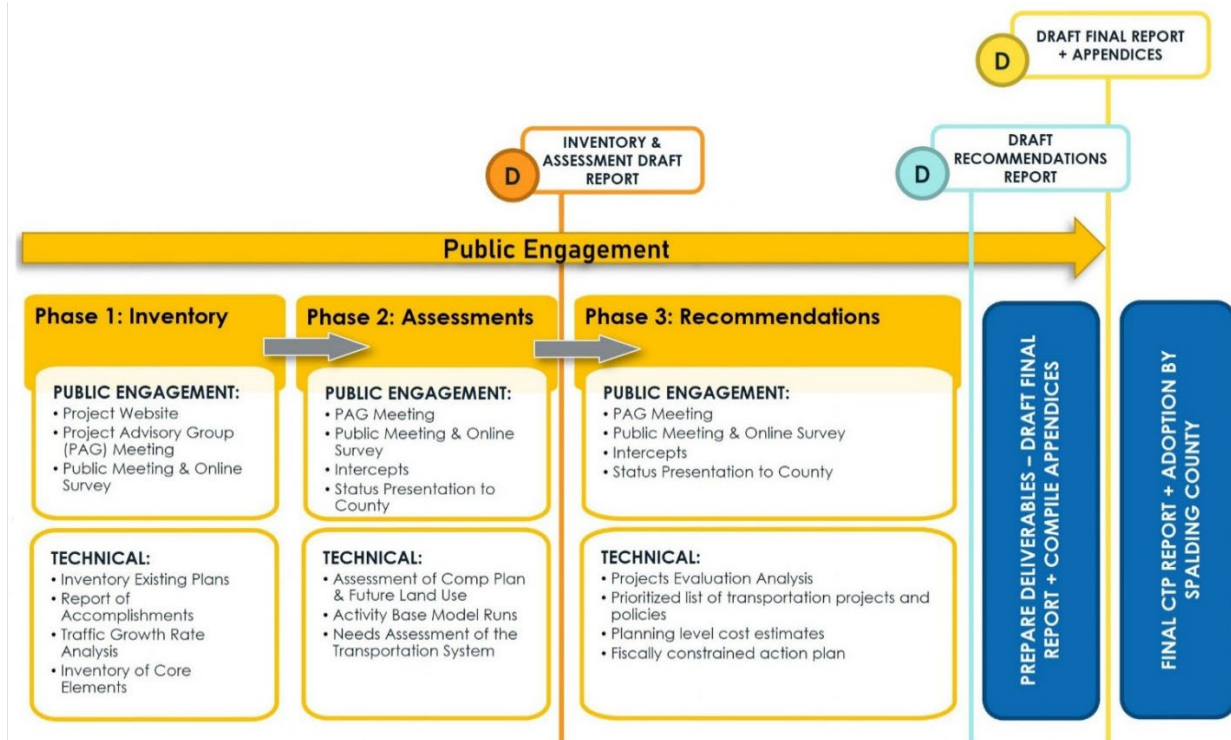 D
DRAFT FINAL REPORT
+ APPENDICES
D
INVENTORY &
ASSESSMENT DRAFT
REPORT
D
DRAFT
RECOMMENDATIONS
REPORT
Public Engagement
Phase 1: Inventory
PUBLIC ENGAGEMENT:
• Project Website
• Project Advisory Group
(PAG) Meeting
• Public Meeting & Online
Survey
TECHNICAL:
• Inventory Existing Plans
• Report of
Accomplishments
• Traffic Growth Rate
Analysis
• Inventory of Core
Elements
Phase 2: Assessments
PUBLIC ENGAGEMENT:
• PAG Meeting
• Public Meeting & Online
Survey
• Intercepts
• Status Presentation to
County
TECHNICAL:
• Assessment of Comp Plan
& Future Land Use
• Activity Base Model Runs
• Needs Assessment of the
Transportation System
Phase 3: Recommendations
PUBLIC ENGAGEMENT:
• PAG Meeting
• Public Meeting & Online Survey
• Intercepts
• Status Presentation to County
TECHNICAL:
• Projects Evaluation Analysis
• Prioritized list of transportation projects and
policies
• Planning level cost estimates
• Fiscally constrained action plan
PREPARE DELIVERABLES – DRAFT FINAL
REPORT + COMPILE APPENDICES
FINAL CTP REPORT + ADOPTION BY
SPALDING COUNTY